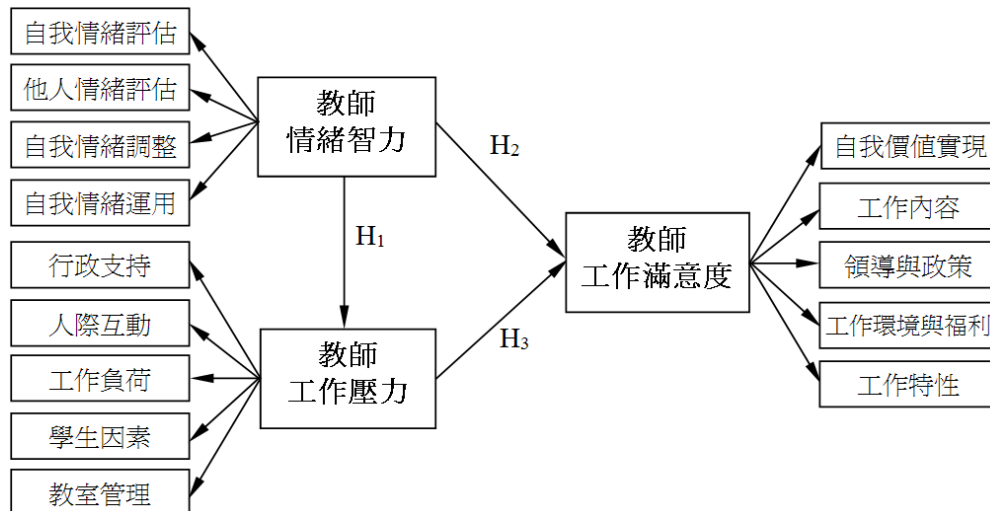 自我情緒評估
他人情緒評估
自我情緒調整
自我情緒運用
教師
情緒智力
H₁
H₂
行政支持
人際互動
工作負荷
學生因素
教室管理
教師
工作壓力
H₃
教師
工作滿意度
自我價值實現
工作內容
領導與政策
工作環境與福利
工作特性